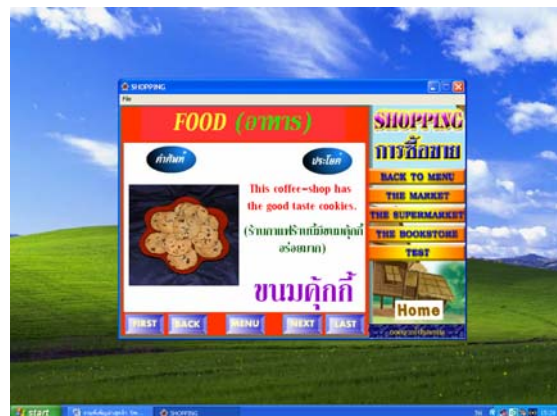 SHOPPING
File
FOOD (อาหาร)
คำศัพท์
ประโยค
This coffee-shop has
the good taste cookies.
(ร้านกาแฟร้านนี้มีขนมคุ้กกี้
อร่อยมาก)
ขนมคุ้กกี้
FIRST
BACK
MENU
NEXT
LAST
SHOPPING
การซื้อขาย
BACK TO MENU
THE MARKET
THE SUPERMARKET
THE BOOKSTORE
TEST
Home
start
SHOPPING